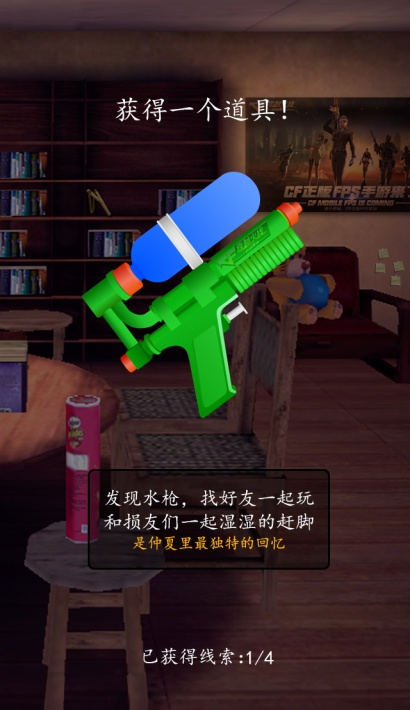 获得一个道具!
CF正版FPS手游来
CF MOBILE FPS IS COMING
发现水枪，找好友一起玩
和损友们一起湿湿的赶脚
是仲夏里最独特的回忆
已获得线索:1/4